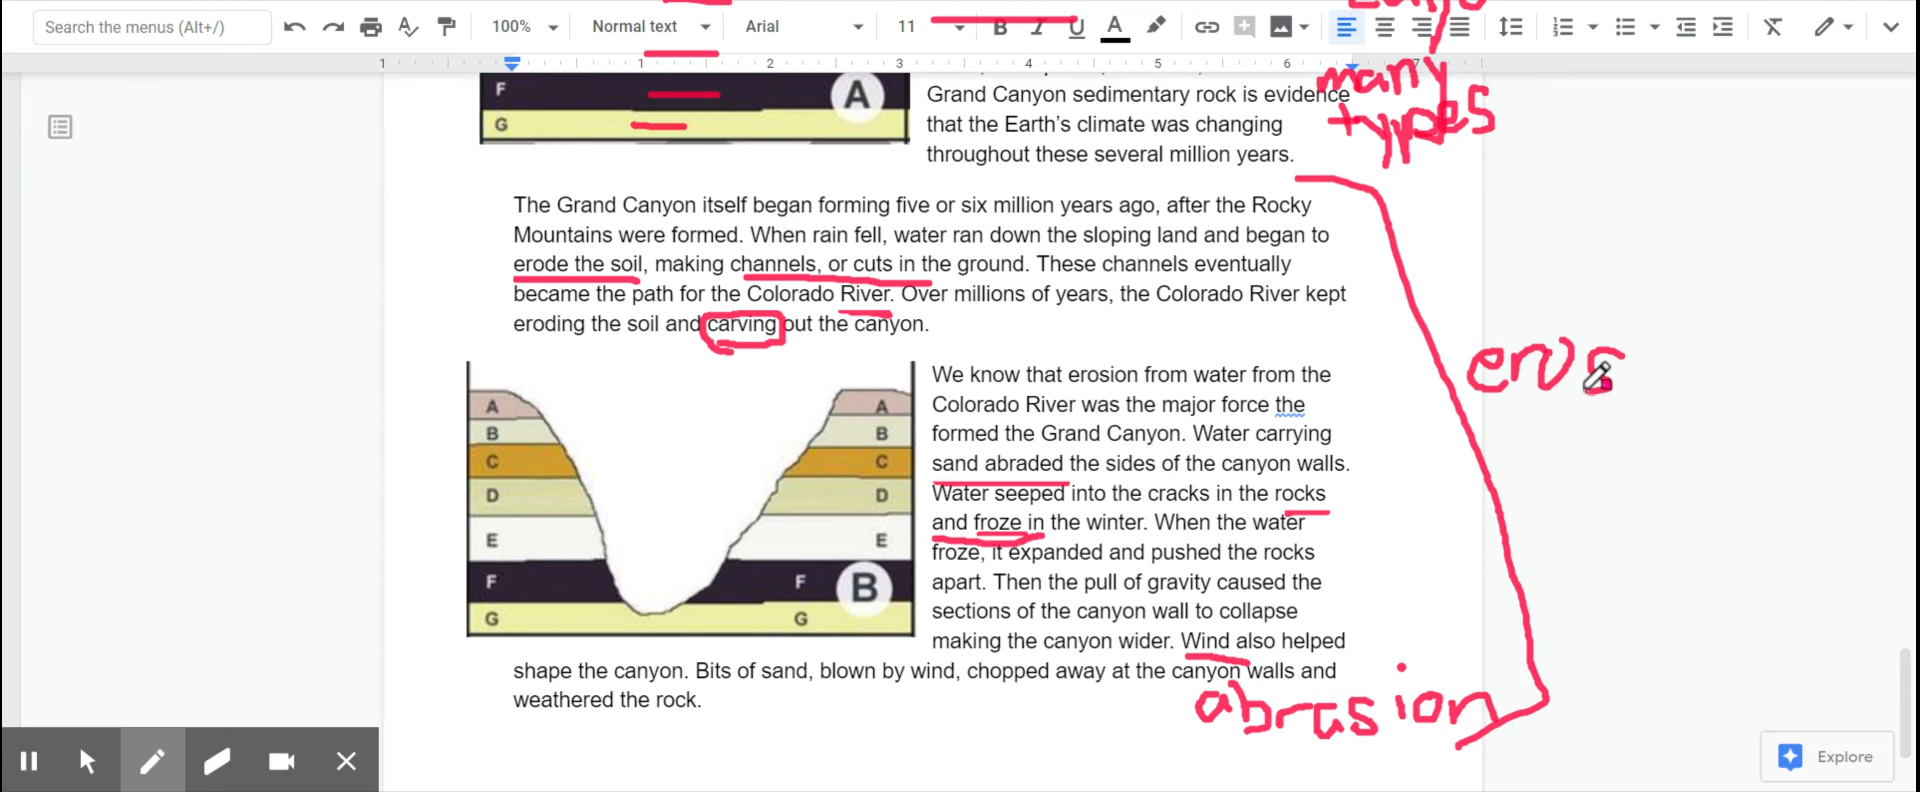 Search the menus (Alt+/)
100%
Normal text
Arial
11
B I U A
1 1 2 3 4 5 6 7
many
types
F
G
A
Grand Canyon sedimentary rock is evidence
that the Earth's climate was changing
throughout these several million years.
The Grand Canyon itself began forming five or six million years ago, after the Rocky
Mountains were formed. When rain fell, water ran down the sloping land and began to
erode the soil, making channels, or cuts in the ground. These channels eventually
became the path for the Colorado River. Over millions of years, the Colorado River kept
eroding the soil and carving out the canyon.
eros
A A
B B
C C
D D
E E
F F
G G
B
We know that erosion from water from the
Colorado River was the major force the
formed the Grand Canyon. Water carrying
sand abraded the sides of the canyon walls.
Water seeped into the cracks in the rocks
and froze in the winter. When the water
froze, it expanded and pushed the rocks
apart. Then the pull of gravity caused the
sections of the canyon wall to collapse
making the canyon wider. Wind also helped
shape the canyon. Bits of sand, blown by wind, chopped away at the canyon walls and
weathered the rock.
abrasion
Explore